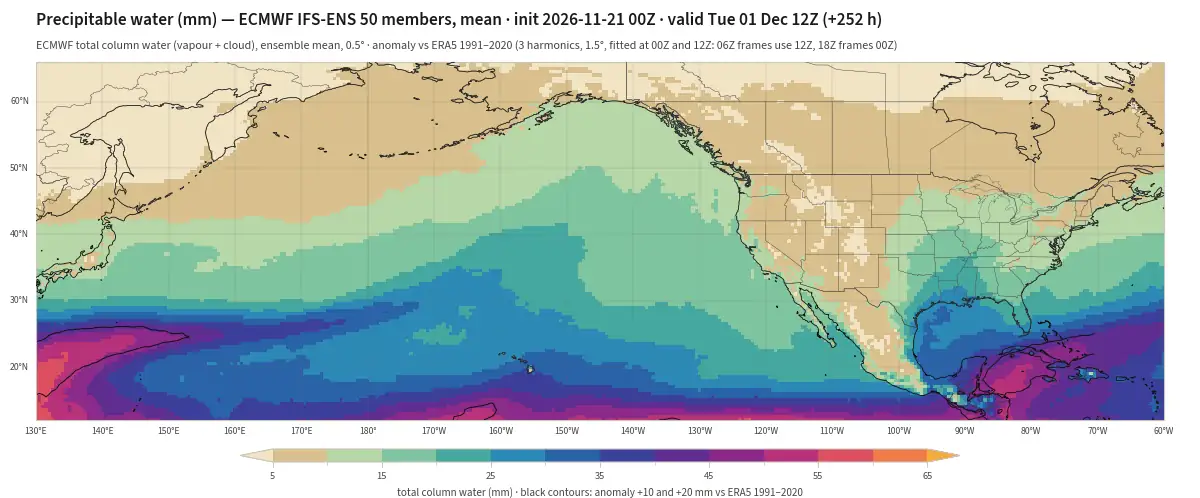 Precipitable water (mm) — ECMWF IFS-ENS 50 members, mean · init 2026-11-21 00Z · valid Tue 01 Dec 12Z (+252 h)
ECMWF total column water (vapour + cloud), ensemble mean, 0.5° · anomaly vs ERA5 1991–2020 (3 harmonics, 1.5°, fitted at 00Z and 12Z: 06Z frames use 12Z, 18Z frames 00Z)
60°N
50°N
40°N
30°N
20°N
130°E 140°E 150°E 160°E 170°E 180° 170°W 160°W 150°W 140°W 130°W 120°W 110°W 100°W 90°W 80°W 70°W 60°W
5 15 25 35 45 55 65
total column water (mm) · black contours: anomaly +10 and +20 mm vs ERA5 1991–2020